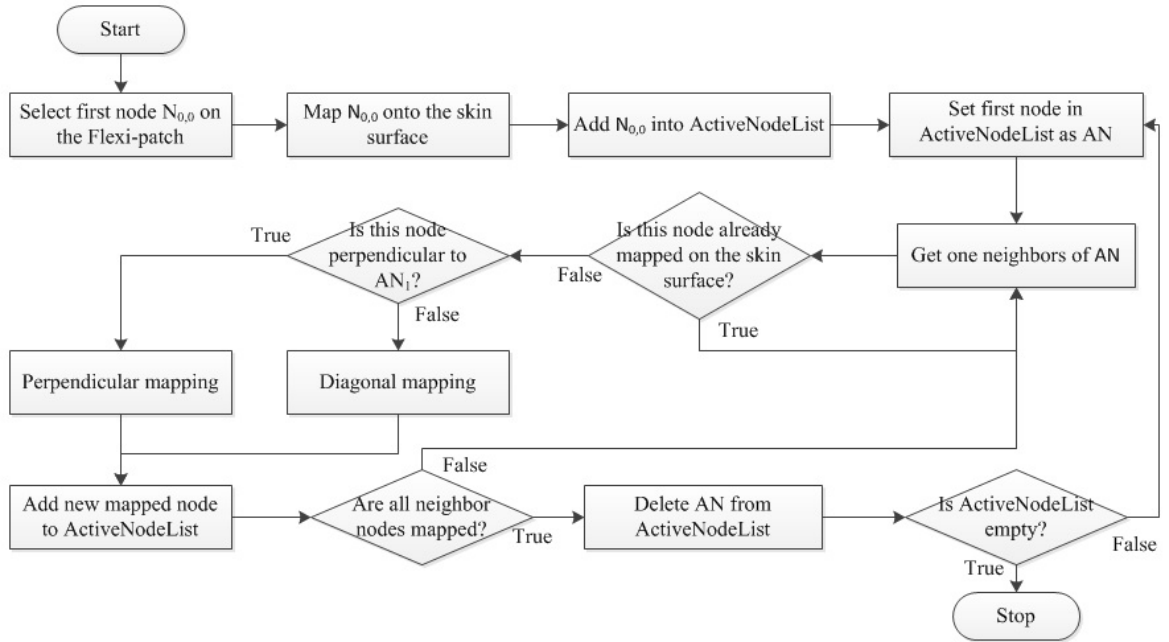 Start
Select first node N0,0 on
the Flexi-patch
Map N0,0 onto the skin
surface
Add N0,0 into ActiveNodeList
Set first node in
ActiveNodeList as AN
Get one neighbors of AN
Is this node already
mapped on the skin
surface?
False
True
Is this node
perpendicular to
AN1?
True
False
Perpendicular mapping
Diagonal mapping
Add new mapped node
to ActiveNodeList
Are all neighbor
nodes mapped?
False
True
Delete AN from
ActiveNodeList
Is ActiveNodeList
empty?
False
True
Stop